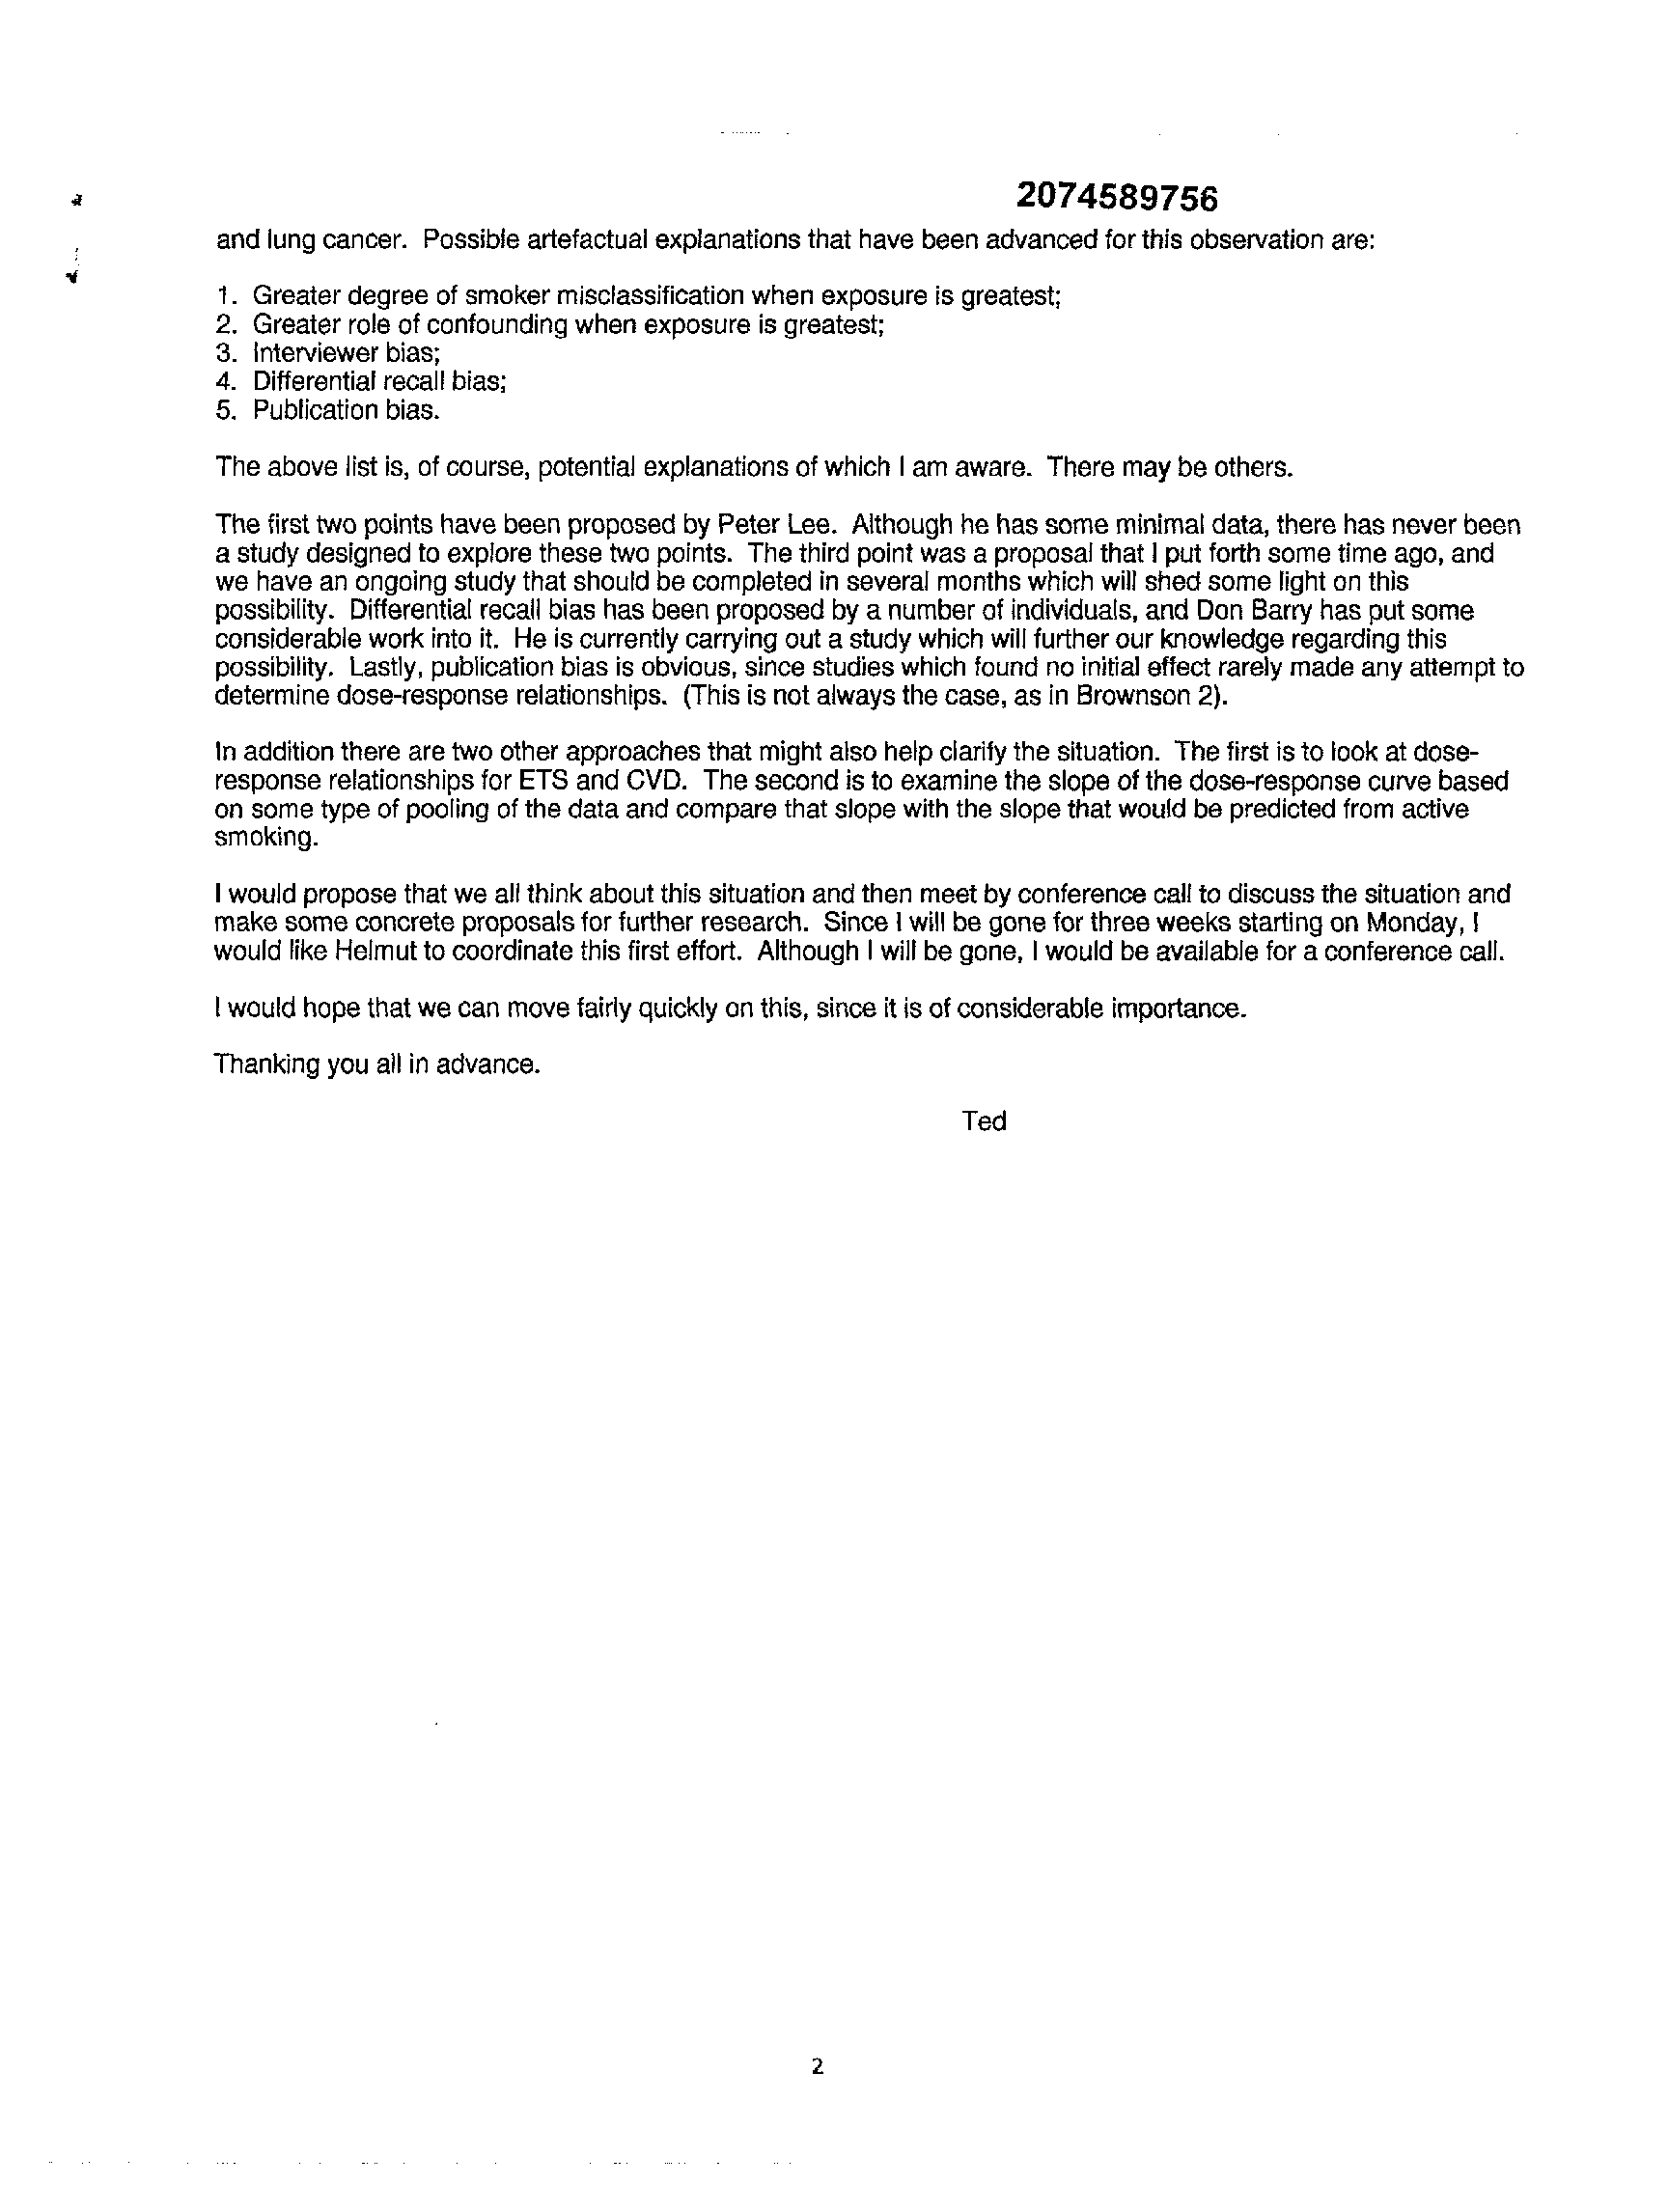 2074589756
and lung cancer. Possible artefactual explanations that have been advanced for this observation are:
1. Greater degree of smoker misclassification when exposure is greatest;
2. Greater role of confounding when exposure is greatest;
3. Interviewer bias;
4. Differential recall bias;
5. Publication bias.
The above list is, of course, potential explanations of which I am aware. There may be others.
The first two points have been proposed by Peter Lee. Although he has some minimal data, there has never been
a study designed to explore these two points. The third point was a proposal that I put forth some time ago, and
we have an ongoing study that should be completed in several months which will shed some light on this
possibility. Differential recall bias has been proposed by a number of individuals, and Don Barry has put some
considerable work into it. He is currently carrying out a study which will further our knowledge regarding this
possibility. Lastly, publication bias is obvious, since studies which found no initial effect rarely made any attempt to
determine dose-response relationships. (This is not always the case, as in Brownson 2).
In addition there are two other approaches that might also help clarify the situation. The first is to look at dose-
response relationships for ETS and CVD. The second is to examine the slope of the dose-response curve based
on some type of pooling of the data and compare that slope with the slope that would be predicted from active
smoking.
I would propose that we all think about this situation and then meet by conference call to discuss the situation and
make some concrete proposals for further research. Since I will be gone for three weeks starting on Monday, I
would like Helmut to coordinate this first effort. Although I will be gone, I would be available for a conference call.
I would hope that we can move fairly quickly on this, since it is of considerable importance.
Thanking you all in advance.
Ted
2